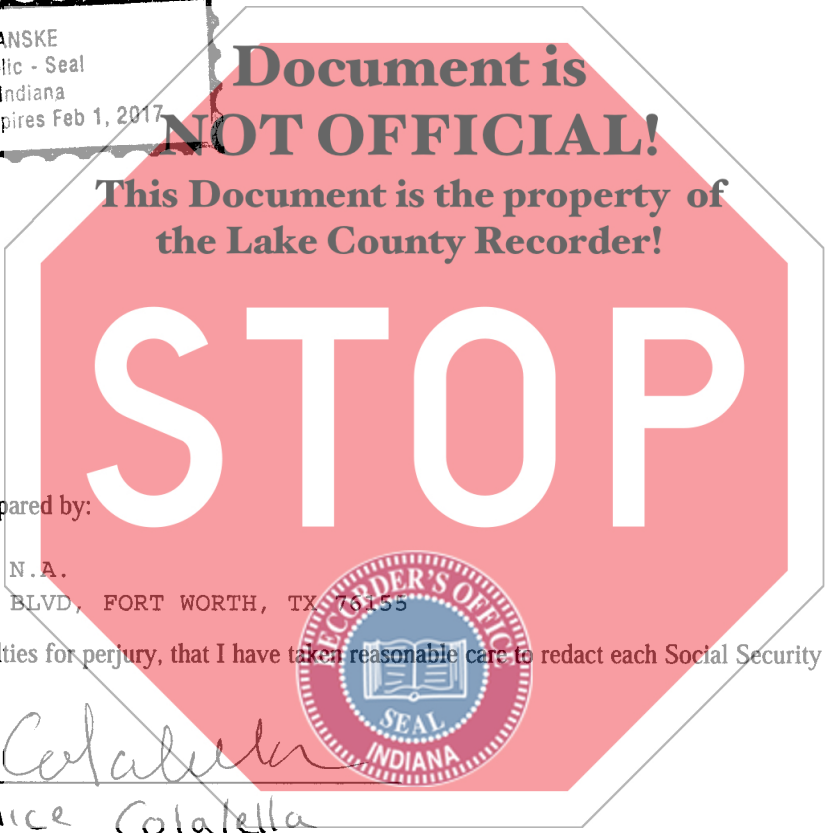 ANSKE
lic - Seal
ndiana
pires Feb 1, 2017
Document is
NOT OFFICIAL!
This Document is the property of
the Lake County Recorder!
STOP
pared by:
N.A.
BLVD, FORT WORTH, TX 76155
RECORDER'S OFFICE
SEAL
INDIANA
lties for perjury, that I have taken reasonable care to redact each Social Security
Colalella
ice Colalella